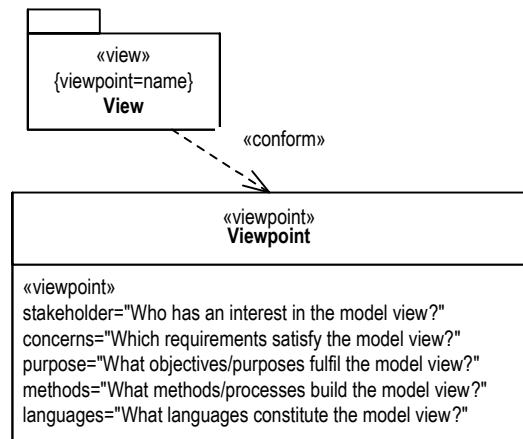 «view»
{viewpoint=name}
View
«conform»
«viewpoint»
Viewpoint
«viewpoint»
stakeholder="Who has an interest in the model view?"
concerns="Which requirements satisfy the model view?"
purpose="What objectives/purposes fulfil the model view?"
methods="What methods/processes build the model view?"
languages="What languages constitute the model view?"